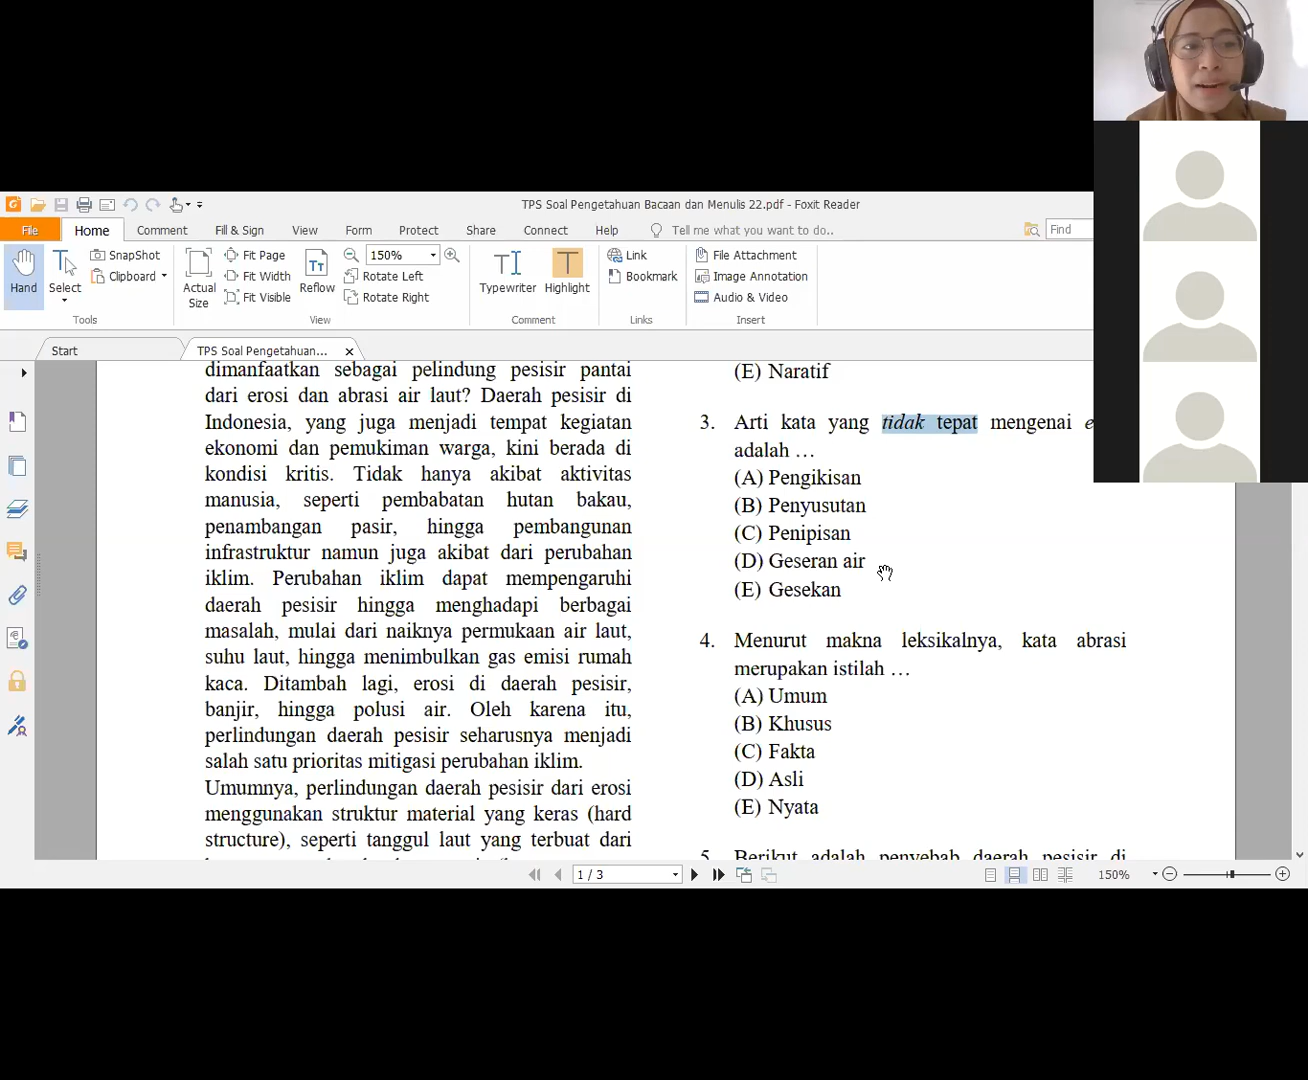 TPS Soal Pengetahuan Bacaan dan Menulis 22.pdf - Foxit Reader
File Home Comment Fill & Sign View Form Protect Share Connect Help Tell me what you want to do.. Find
Hand
Select
SnapShot
Clipboard
Tools
Actual
Size
Fit Page
Fit Width
Fit Visible
Reflow
150%
Rotate Left
Rotate Right
View
Typewriter
Highlight
Comment
Link
Bookmark
Links
File Attachment
Image Annotation
Audio & Video
Insert
Start
TPS Soal Pengetahuan...
dimanfaatkan sebagai pelindung pesisir pantai
dari erosi dan abrasi air laut? Daerah pesisir di
Indonesia, yang juga menjadi tempat kegiatan
ekonomi dan pemukiman warga, kini berada di
kondisi kritis. Tidak hanya akibat aktivitas
manusia, seperti pembabatan hutan bakau,
penambangan pasir, hingga pembangunan
infrastruktur namun juga akibat dari perubahan
iklim. Perubahan iklim dapat mempengaruhi
daerah pesisir hingga menghadapi berbagai
masalah, mulai dari naiknya permukaan air laut,
suhu laut, hingga menimbulkan gas emisi rumah
kaca. Ditambah lagi, erosi di daerah pesisir,
banjir, hingga polusi air. Oleh karena itu,
perlindungan daerah pesisir seharusnya menjadi
salah satu prioritas mitigasi perubahan iklim.
Umumnya, perlindungan daerah pesisir dari erosi
menggunakan struktur material yang keras (hard
structure), seperti tanggul laut yang terbuat dari
(E) Naratif
3. Arti kata yang tidak tepat mengenai
adalah …
(A) Pengikisan
(B) Penyusutan
(C) Penipisan
(D) Geseran air
(E) Gesekan
4. Menurut makna leksikalnya, kata abrasi
merupakan istilah …
(A) Umum
(B) Khusus
(C) Fakta
(D) Asli
(E) Nyata
5. Berikut adalah penyebab daerah pesisir di
1 / 3
150%